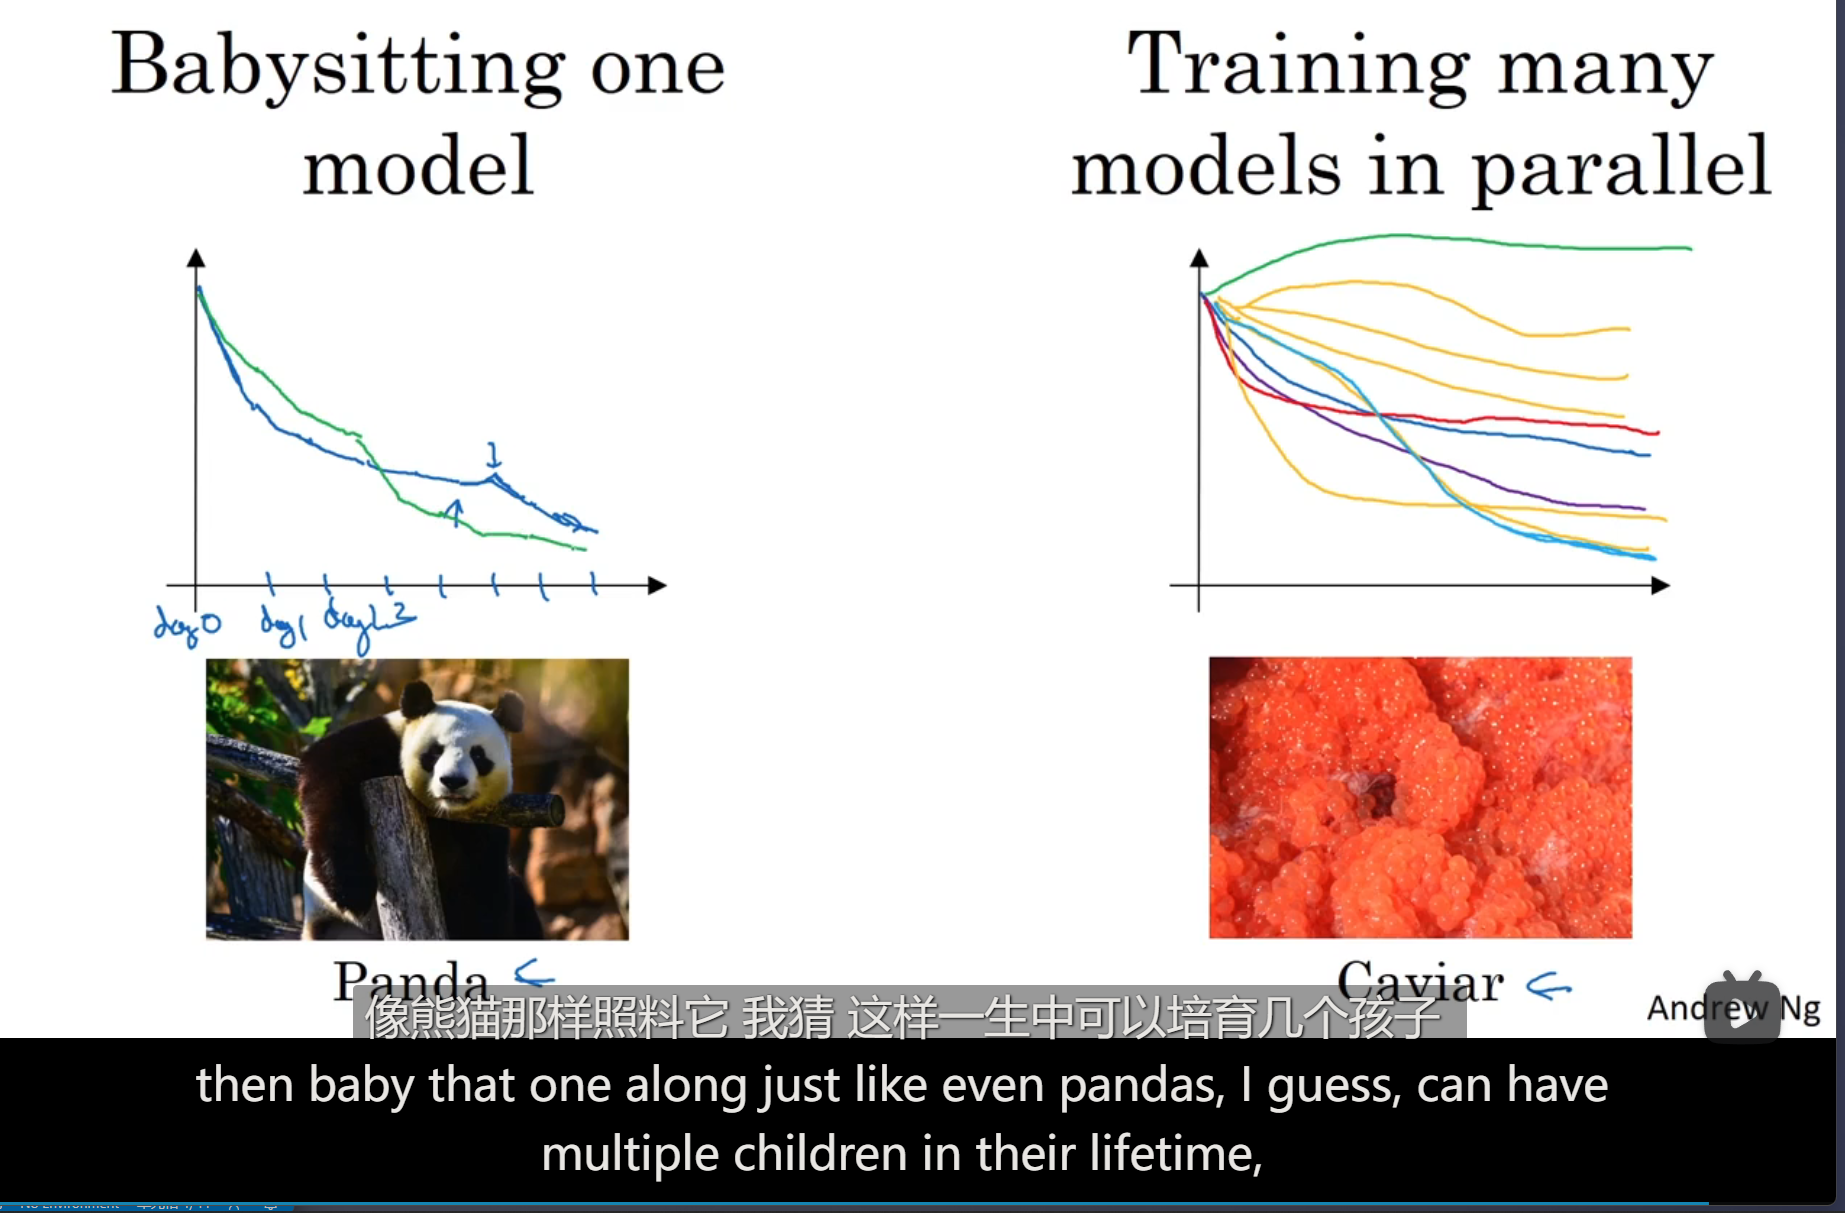 Babysitting one
model
Training many
models in parallel
day 0
day 1
day 2
3
Panda
Caviar
Andrew Ng
像熊猫那样照料它 我猜 这样一生中可以培育几个孩子
then baby that one along just like even pandas, I guess, can have
multiple children in their lifetime,